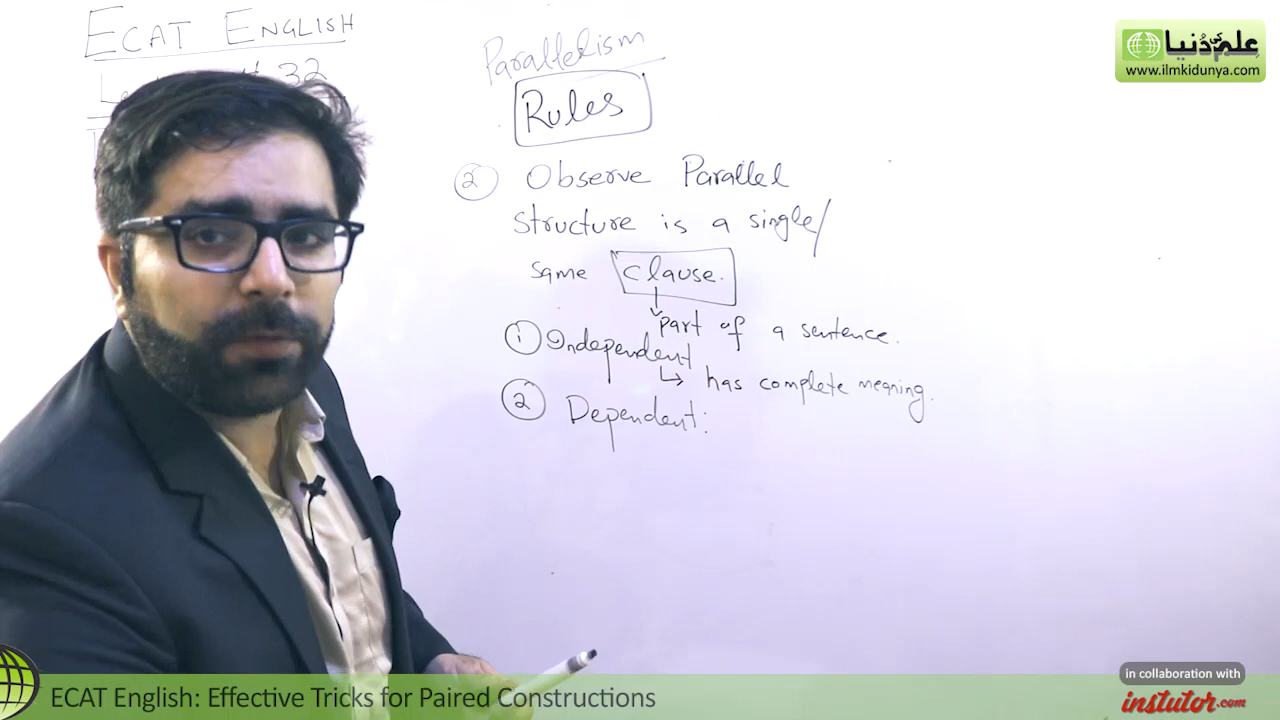 ECAT ENGLISH
32
Parallelism
Rules
علم کی دنیا
www.ilmkidunya.com
② Observe Parallel
structure is a single/
same clause.
part of a sentence.
① Independent
↳ has complete meaning.
② Dependent:
ECAT English: Effective Tricks for Paired Constructions
in collaboration with
instutor.com